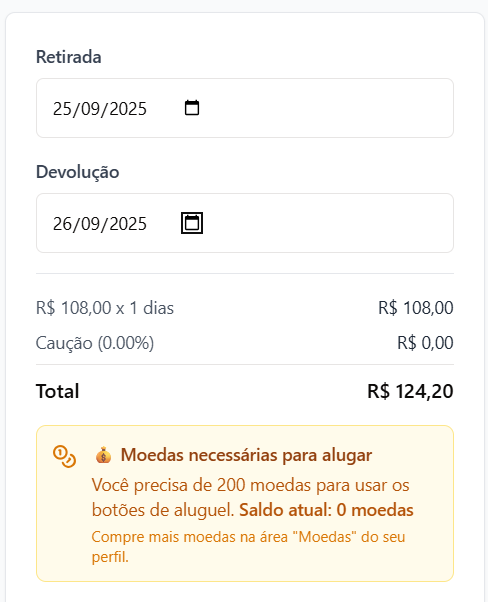 Retirada
25/09/2025
Devolução
26/09/2025
R$ 108,00 x 1 dias R$ 108,00
Caução (0.00%) R$ 0,00
Total R$ 124,20
💰 Moedas necessárias para alugar
Você precisa de 200 moedas para usar os
botões de aluguel. Saldo atual: 0 moedas
Compre mais moedas na área "Moedas" do seu
perfil.